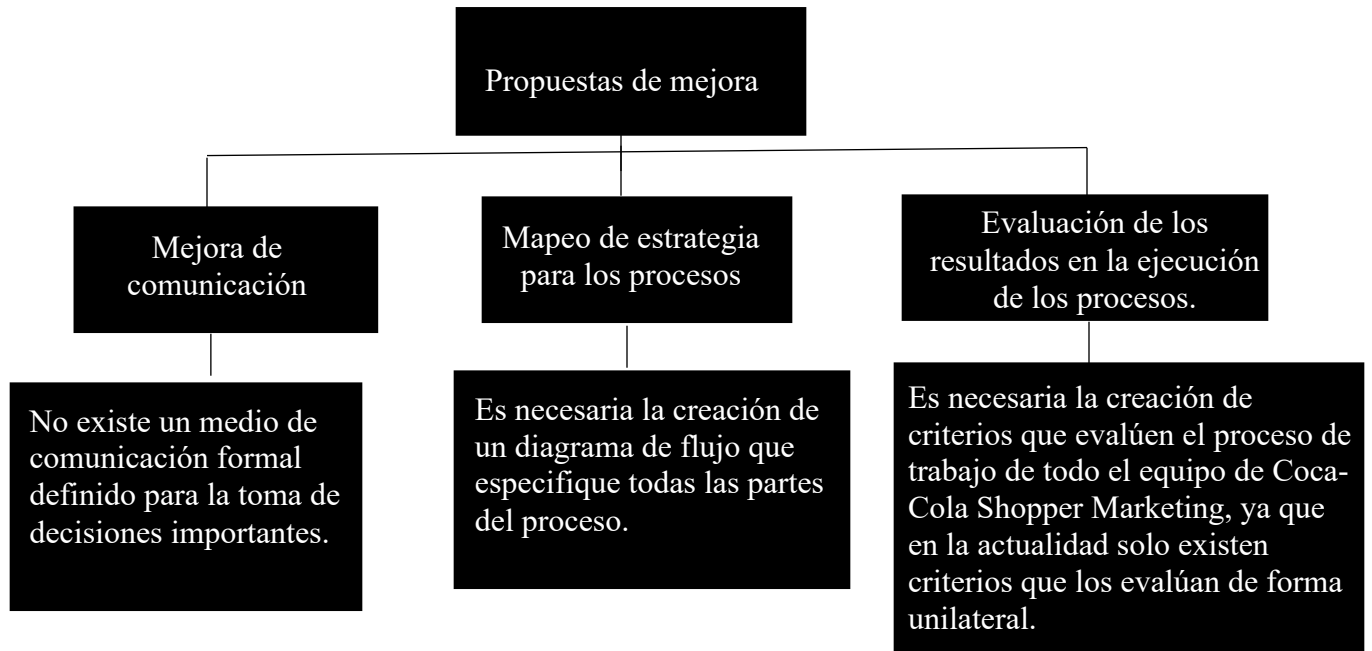 Propuestas de mejora
Mejora de
comunicación
Mapeo de estrategia
para los procesos
Evaluación de los
resultados en la ejecución
de los procesos.
No existe un medio de
comunicación formal
definido para la toma de
decisiones importantes.
Es necesaria la creación de
un diagrama de flujo que
especifique todas las partes
del proceso.
Es necesaria la creación de
criterios que evalúen el proceso de
trabajo de todo el equipo de Coca-
Cola Shopper Marketing, ya que
en la actualidad solo existen
criterios que los evalúan de forma
unilateral.